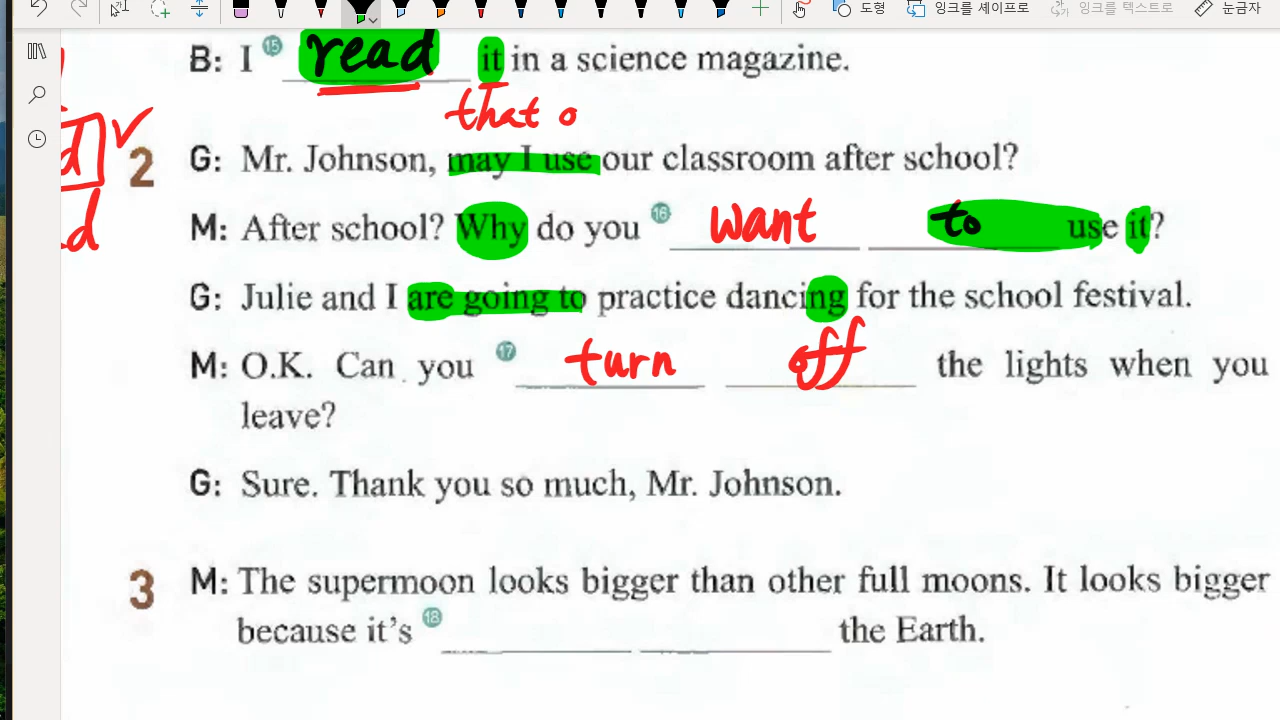 도형 잉크를 셰이프로 잉크를 텍스트로 눈금자
B: I ⑮ read it in a science magazine.
that o
d
2 G: Mr. Johnson, may I use our classroom after school?
M: After school? Why do you ⑯ want to use it?
d
G: Julie and I are going to practice dancing for the school festival.
M: O.K. Can you ⑰ turn off the lights when you
leave?
G: Sure. Thank you so much, Mr. Johnson.
3 M: The supermoon looks bigger than other full moons. It looks bigger
because it's ⑱ the Earth.